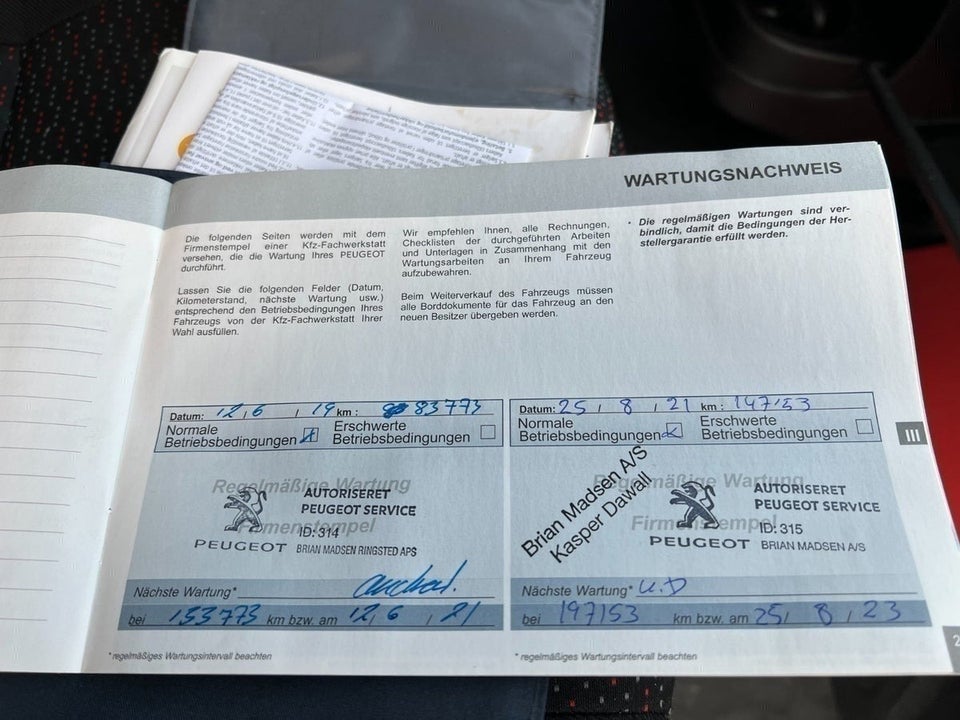 WARTUNGSNACHWEIS
Die folgenden Seiten werden mit dem
Firmenstempel einer Kfz-Fachwerkstatt
versehen, die die Wartung Ihres PEUGEOT
durchführt.
Lassen Sie die folgenden Felder (Datum,
Kilometerstand, nächste Wartung usw.)
entsprechend den Betriebsbedingungen Ihres
Fahrzeugs von der Kfz-Fachwerkstatt Ihrer
Wahl ausfüllen.
Wir empfehlen Ihnen, alle Rechnungen,
Checklisten der durchgeführten Arbeiten
und Unterlagen in Zusammenhang mit den
Wartungsarbeiten an Ihrem Fahrzeug
aufzubewahren.
Beim Weiterverkauf des Fahrzeugs müssen
alle Borddokumente für das Fahrzeug an den
neuen Besitzer übergeben werden.
· Die regelmäßigen Wartungen sind ver-
bindlich, damit die Bedingungen der Her-
stellergarantie erfüllt werden.
Datum: 12 / 6 / 19 km : 83773
Normale
Betriebsbedingungen
Erschwerte
Betriebsbedingungen
Regelmäßige Wartung
Firmenstempel
AUTORISERET
PEUGEOT SERVICE
ID: 314
PEUGEOT BRIAN MADSEN RINGSTED APS
Nächste Wartung*
bei 133773 km bzw. am 12 / 6 / 21
*regelmäßiges Wartungsintervall beachten
Datum: 25 / 8 / 21 km : 147153
Normale
Betriebsbedingungen
Erschwerte
Betriebsbedingungen
Regelmäßige Wartung
Firmenstempel
Brian Madsen A/S
Kasper Dawall
AUTORISERET
PEUGEOT SERVICE
ID: 315
PEUGEOT BRIAN MADSEN A/S
Nächste Wartung* K.D
bei 197153 km bzw. am 25 / 8 / 23
*regelmäßiges Wartungsintervall beachten
III
2